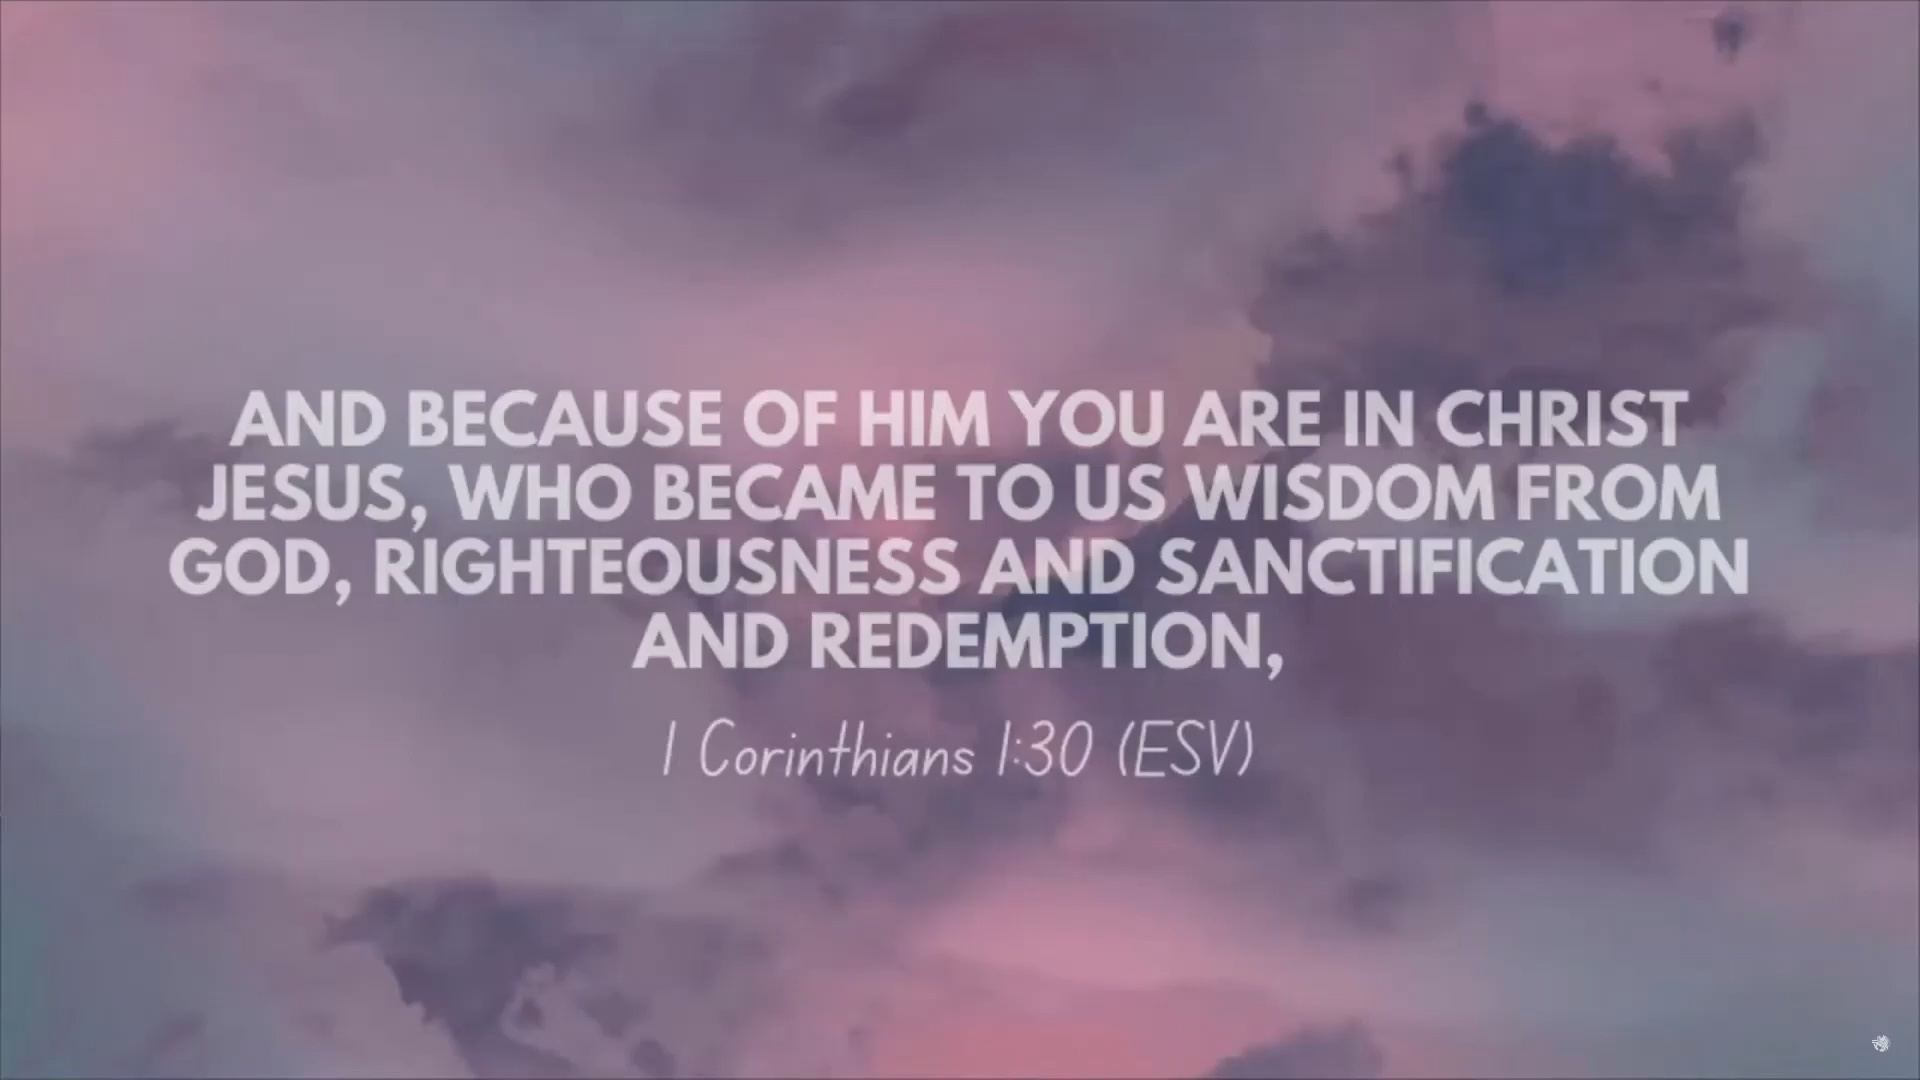 AND BECAUSE OF HIM YOU ARE IN CHRIST
JESUS, WHO BECAME TO US WISDOM FROM
GOD, RIGHTEOUSNESS AND SANCTIFICATION
AND REDEMPTION,
1 Corinthians 1:30 (ESV)